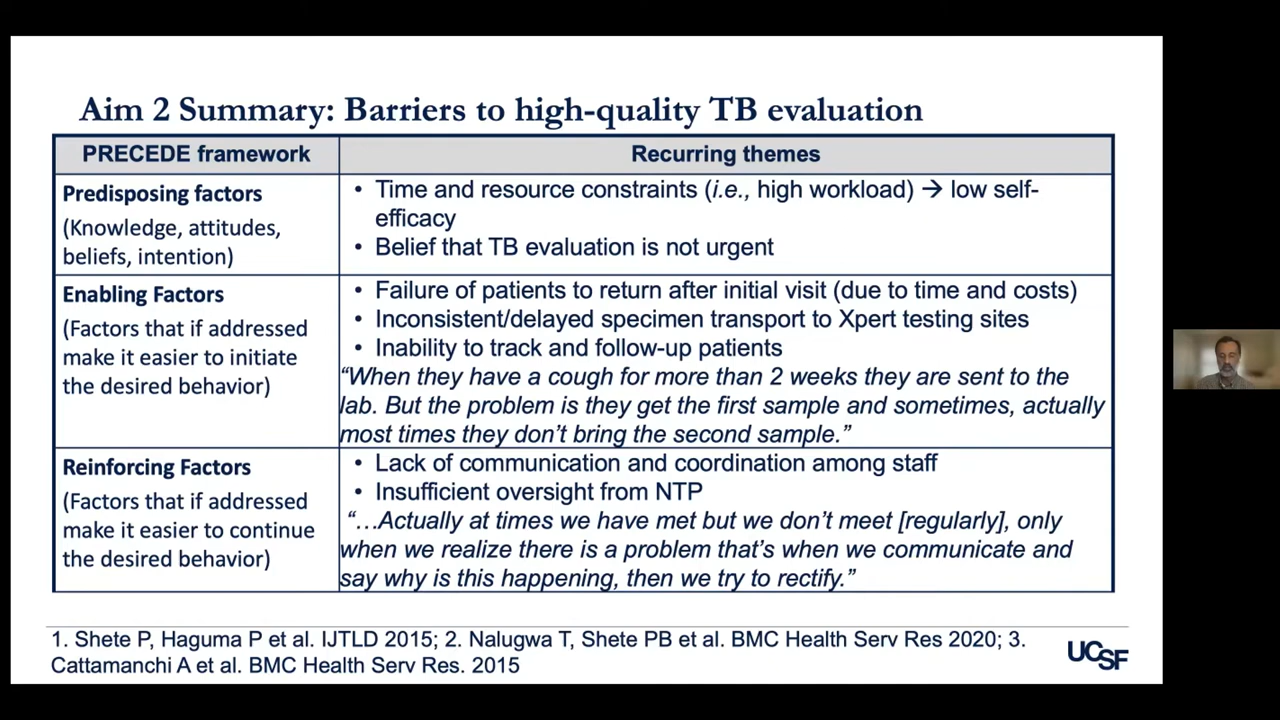 Aim 2 Summary: Barriers to high-quality TB evaluation
PRECEDE framework
Recurring themes
Predisposing factors
(Knowledge, attitudes,
beliefs, intention)
• Time and resource constraints (i.e., high workload) → low self-
efficacy
• Belief that TB evaluation is not urgent
Enabling Factors
(Factors that if addressed
make it easier to initiate
the desired behavior)
• Failure of patients to return after initial visit (due to time and costs)
• Inconsistent/delayed specimen transport to Xpert testing sites
• Inability to track and follow-up patients
“When they have a cough for more than 2 weeks they are sent to the
lab. But the problem is they get the first sample and sometimes, actually
most times they don’t bring the second sample.”
Reinforcing Factors
(Factors that if addressed
make it easier to continue
the desired behavior)
• Lack of communication and coordination among staff
• Insufficient oversight from NTP
“…Actually at times we have met but we don’t meet [regularly], only
when we realize there is a problem that’s when we communicate and
say why is this happening, then we try to rectify.”
1. Shete P, Haguma P et al. IJTLD 2015; 2. Nalugwa T, Shete PB et al. BMC Health Serv Res 2020; 3.
Cattamanchi A et al. BMC Health Serv Res. 2015
UCSF